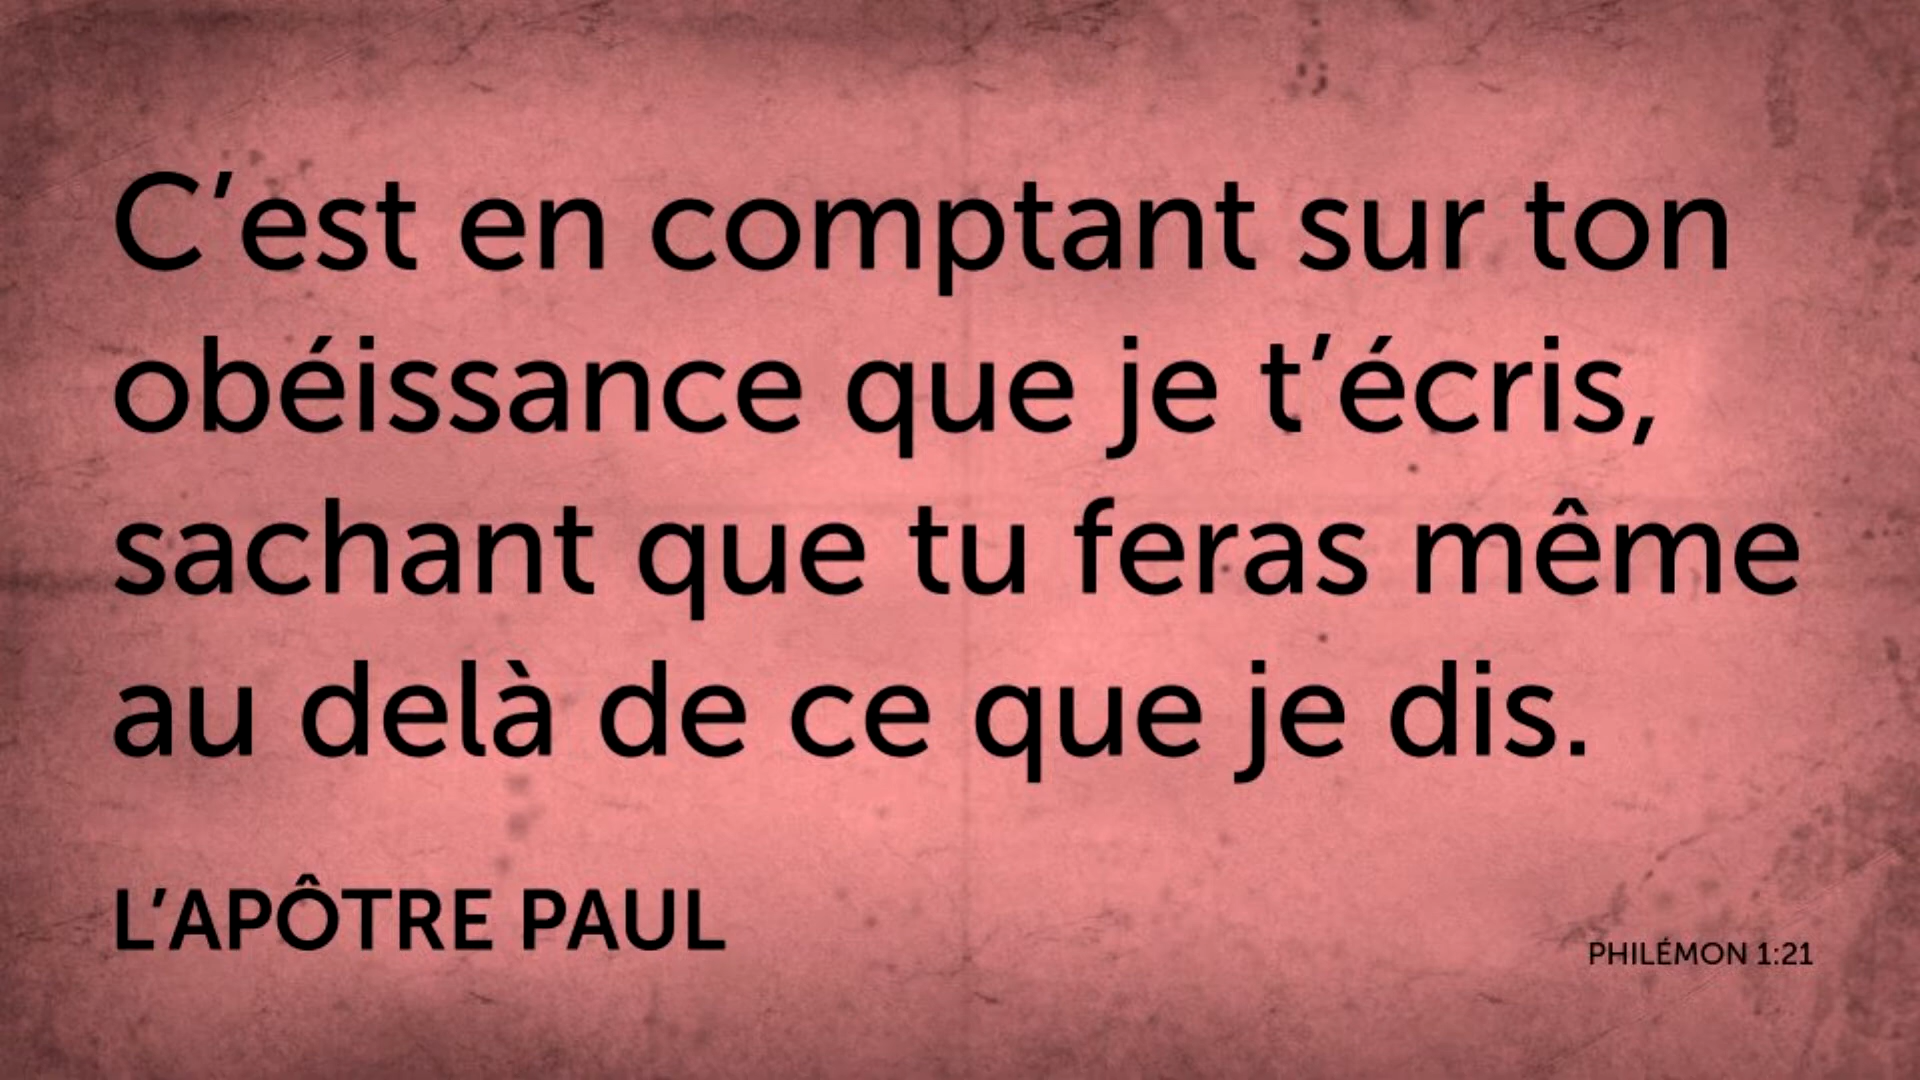 C’est en comptant sur ton
obéissance que je t’écris,
sachant que tu feras même
au delà de ce que je dis.
L’APÔTRE PAUL
PHILÉMON 1:21